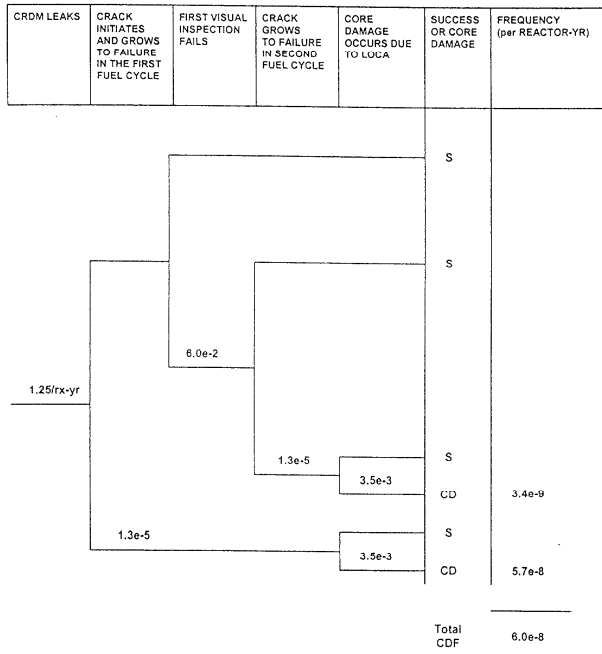 CRDM LEAKS
CRACK
INITIATES
AND GROWS
TO FAILURE
IN THE FIRST
FUEL CYCLE
FIRST VISUAL
INSPECTION
FAILS
CRACK
GROWS
TO FAILURE
IN SECOND
FUEL CYCLE
CORE
DAMAGE
OCCURS DUE
TO LOCA
SUCCESS
OR CORE
DAMAGE
FREQUENCY
(per REACTOR-YR)
S
S
6.0e-2
1.25/rx-yr
S
1.3e-5
3.5e-3
CD 3.4e-9
S
1.3e-5
3.5e-3
CD 5.7e-8
Total
CDF 6.0e-8